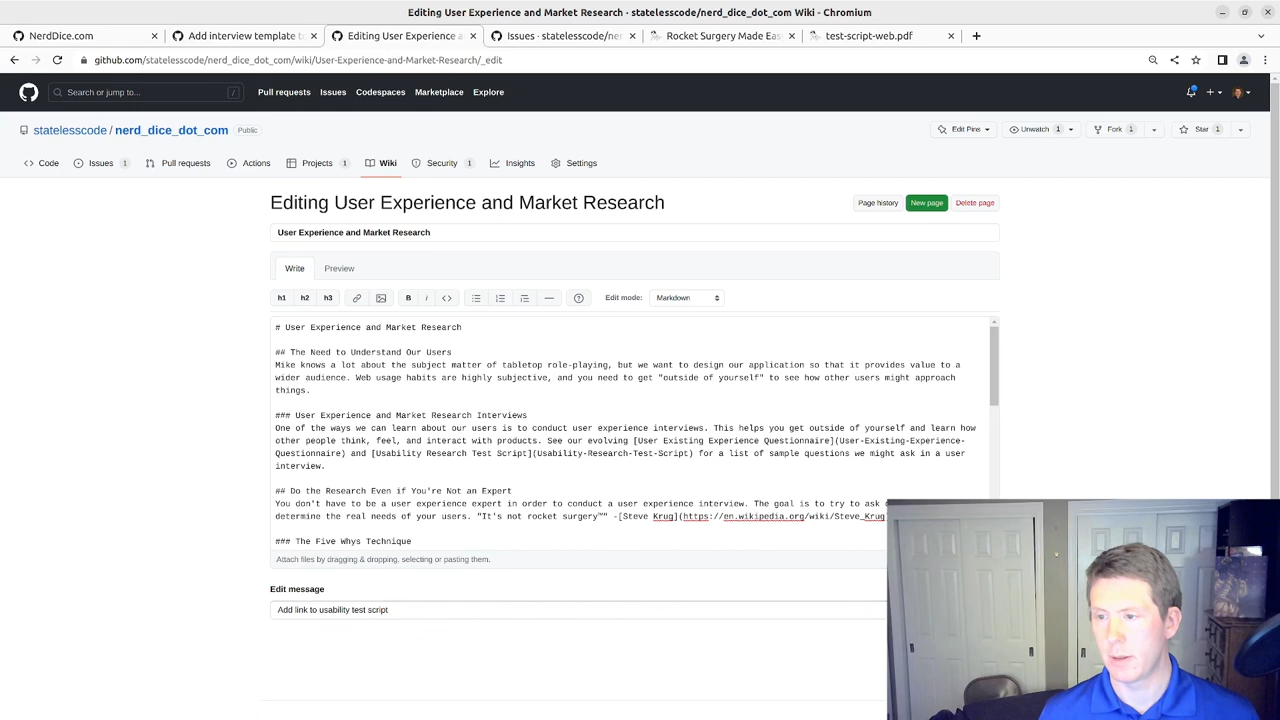 Editing User Experience and Market Research · statelesscode/nerd_dice_dot_com Wiki - Chromium
NerdDice.com
Add interview template t
Editing User Experience a
Issues · statelesscode/ner
Rocket Surgery Made Eas
test-script-web.pdf
github.com/statelesscode/nerd_dice_dot_com/wiki/User-Experience-and-Market-Research/_edit
Search or jump to...
/
Pull requests
Issues
Codespaces
Marketplace
Explore
statelesscode / nerd_dice_dot_com
Public
Edit Pins
Unwatch 1
Fork 1
Star 1
Code
Issues 1
Pull requests
Actions
Projects 1
Wiki
Security 1
Insights
Settings
Editing User Experience and Market Research
Page history
New page
Delete page
User Experience and Market Research
Write
Preview
h1
h2
h3
B
i
Edit mode:
Markdown
# User Experience and Market Research
## The Need to Understand Our Users
Mike knows a lot about the subject matter of tabletop role-playing, but we want to design our application so that it provides value to a
wider audience. Web usage habits are highly subjective, and you need to get "outside of yourself" to see how other users might approach
things.
### User Experience and Market Research Interviews
One of the ways we can learn about our users is to conduct user experience interviews. This helps you get outside of yourself and learn how
other people think, feel, and interact with products. See our evolving [User Existing Experience Questionnaire](User-Existing-Experience-
Questionnaire) and [Usability Research Test Script](Usability-Research-Test-Script) for a list of sample questions we might ask in a user
interview.
## Do the Research Even if You're Not an Expert
You don't have to be a user experience expert in order to conduct a user experience interview. The goal is to try to ask
determine the real needs of your users. "It's not rocket surgery™" -[Steve Krug](https://en.wikipedia.org/wiki/Steve_Krug)
### The Five Whys Technique
Attach files by dragging & dropping, selecting or pasting them.
Edit message
Add link to usability test script